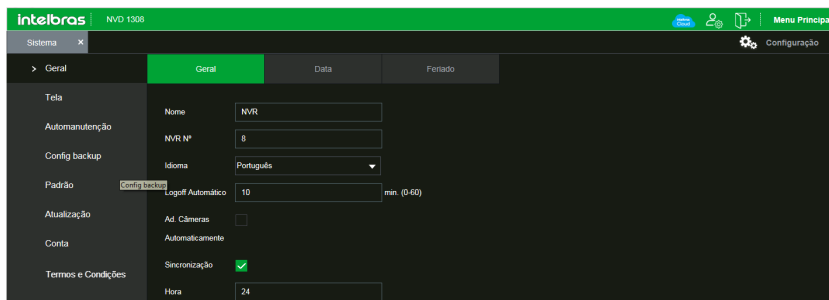 intelbras NVD 1308 Menu Principa
Sistema × Configuração
> Geral Geral Data Feriado
Tela
Nome NVR
Automanutenção
NVR Nº 8
Config backup
Idioma Português
Padrão Config backup
Logoff Automático 10 min. (0-60)
Atualização
Ad. Câmeras
Automaticamente
Conta
Sincronização
Termos e Condições
Hora 24